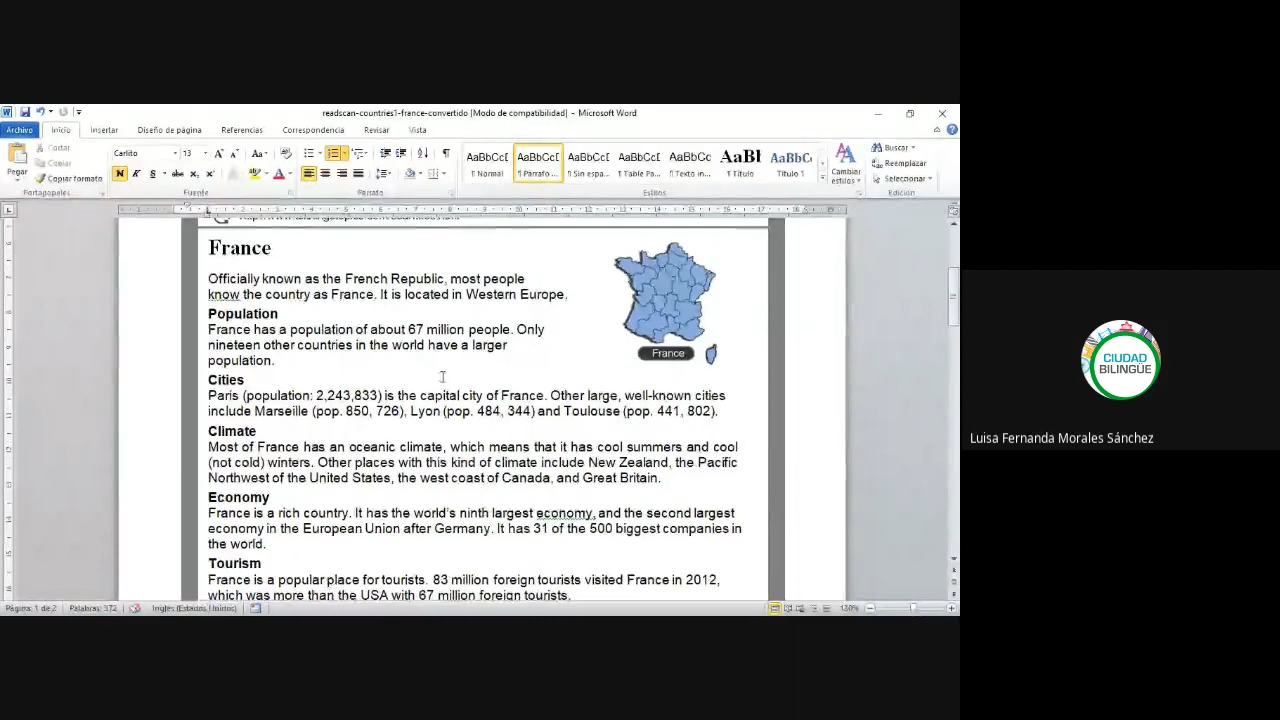 readscan-countries1-france-convertido [Modo de compatibilidad] - Microsoft Word
Archivo Inicio Insertar Diseño de página Referencias Correspondencia Revisar Vista
Cortar
Copiar
Copiar formato
Pegar
Portapapeles
Carlito 13
Fuente
Párrafo
AaBbCcI AaBbCcI AaBbCcI AaBbCcI AaBbCc AaBl AaBbC
¶ Normal ¶ Párrafo ... ¶ Sin espa... ¶ Table Pa... ¶ Texto in... ¶ Título ¶ Título 1
Estilos
Cambiar estilos
Buscar
Reemplazar
Seleccionar
Edición
France
Officially known as the French Republic, most people
know the country as France. It is located in Western Europe.
Population
France has a population of about 67 million people. Only
nineteen other countries in the world have a larger
population.
France
Cities
Paris (population: 2,243,833) is the capital city of France. Other large, well-known cities
include Marseille (pop. 850, 726), Lyon (pop. 484, 344) and Toulouse (pop. 441, 802).
Climate
Most of France has an oceanic climate, which means that it has cool summers and cool
(not cold) winters. Other places with this kind of climate include New Zealand, the Pacific
Northwest of the United States, the west coast of Canada, and Great Britain.
Economy
France is a rich country. It has the world's ninth largest economy, and the second largest
economy in the European Union after Germany. It has 31 of the 500 biggest companies in
the world.
Tourism
France is a popular place for tourists. 83 million foreign tourists visited France in 2012,
which was more than the USA with 67 million foreign tourists.
Página: 1 de 2 Palabras: 372 Inglés (Estados Unidos) 130%
CIUDAD
BILINGÜE
Luisa Fernanda Morales Sánchez